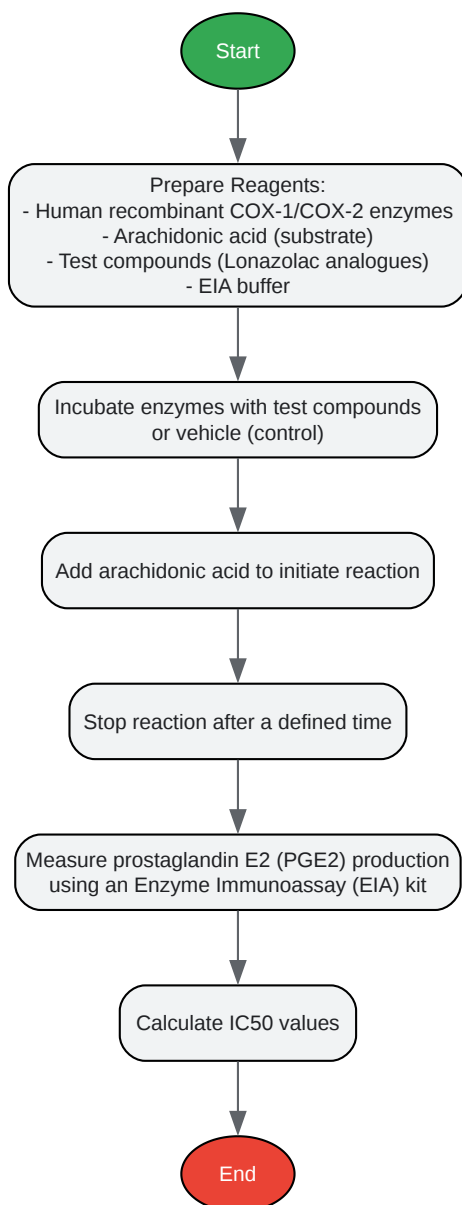 Start
Prepare Reagents:
- Human recombinant COX-1/COX-2 enzymes
- Arachidonic acid (substrate)
- Test compounds (Lonazolac analogues)
- EIA buffer
Incubate enzymes with test compounds
or vehicle (control)
Add arachidonic acid to initiate reaction
Stop reaction after a defined time
Measure prostaglandin E2 (PGE2) production
using an Enzyme Immunoassay (EIA) kit
Calculate IC50 values
End